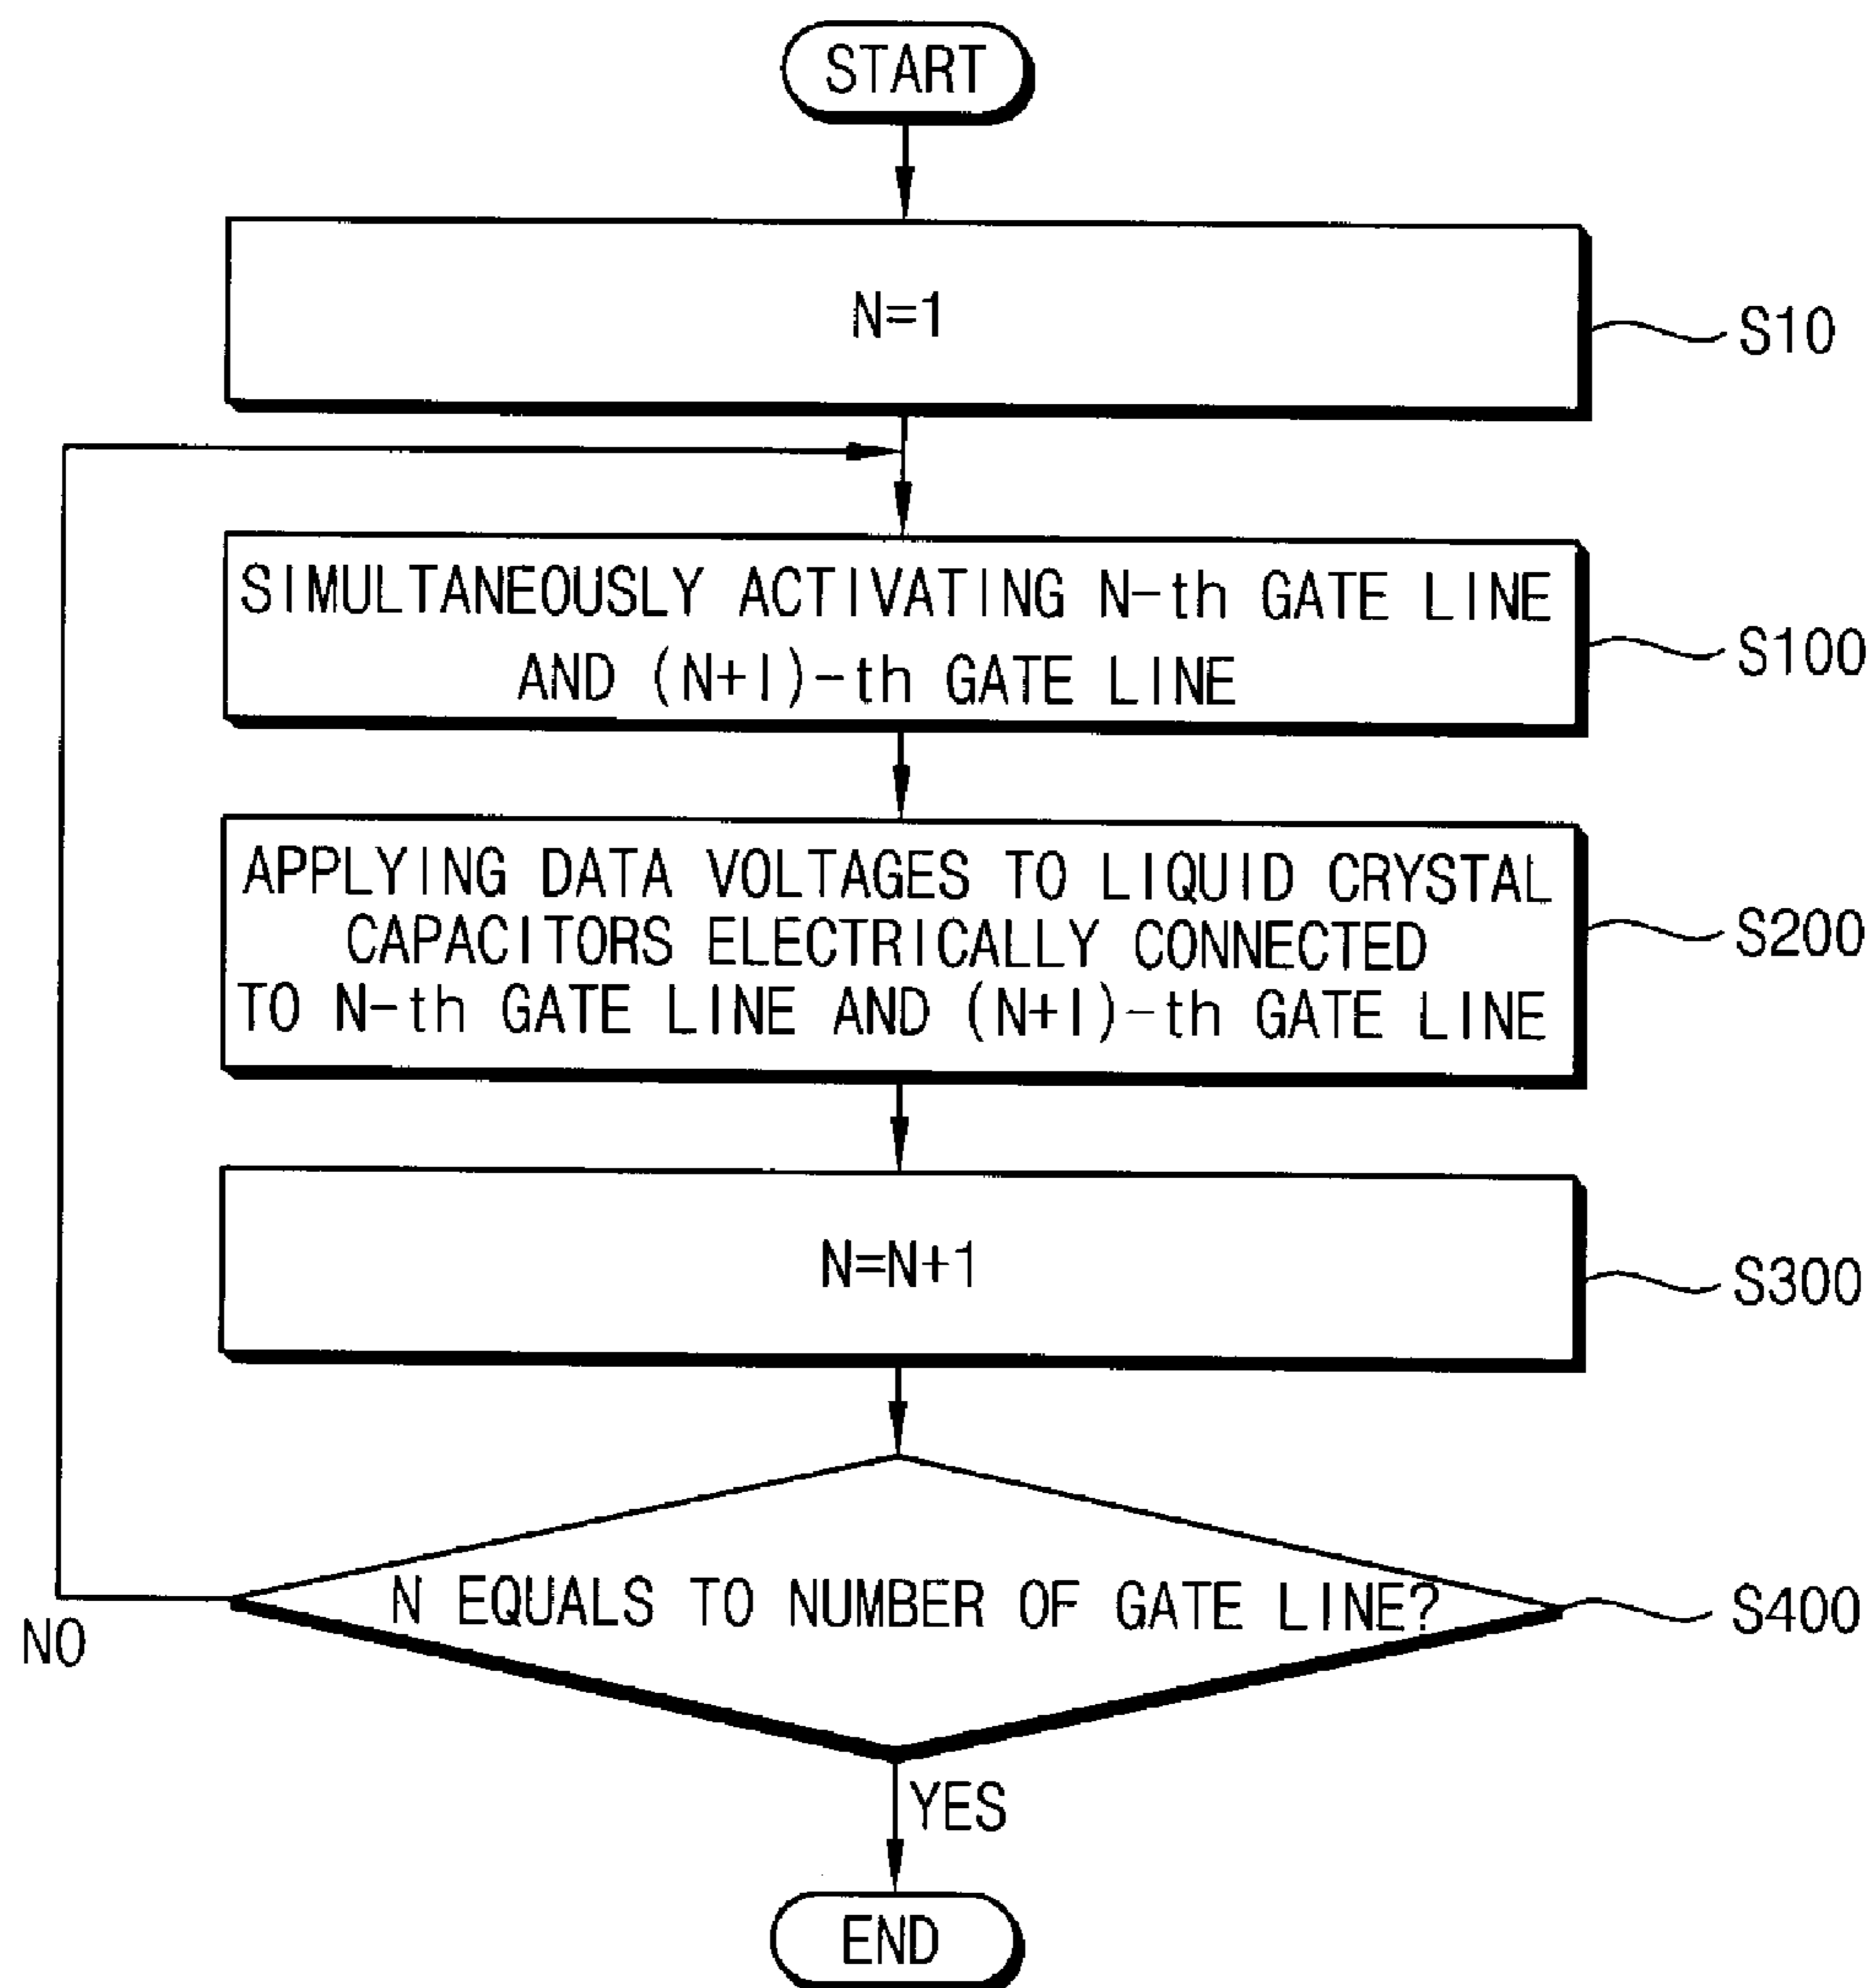 START
N=1
S10
SIMULTANEOUSLY ACTIVATING N-th GATE LINE
AND (N+I)-th GATE LINE
S100
APPLYING DATA VOLTAGES TO LIQUID CRYSTAL
CAPACITORS ELECTRICALLY CONNECTED
TO N-th GATE LINE AND (N+I)-th GATE LINE
S200
N=N+1
S300
N EQUALS TO NUMBER OF GATE LINE?
S400
NO
YES
END